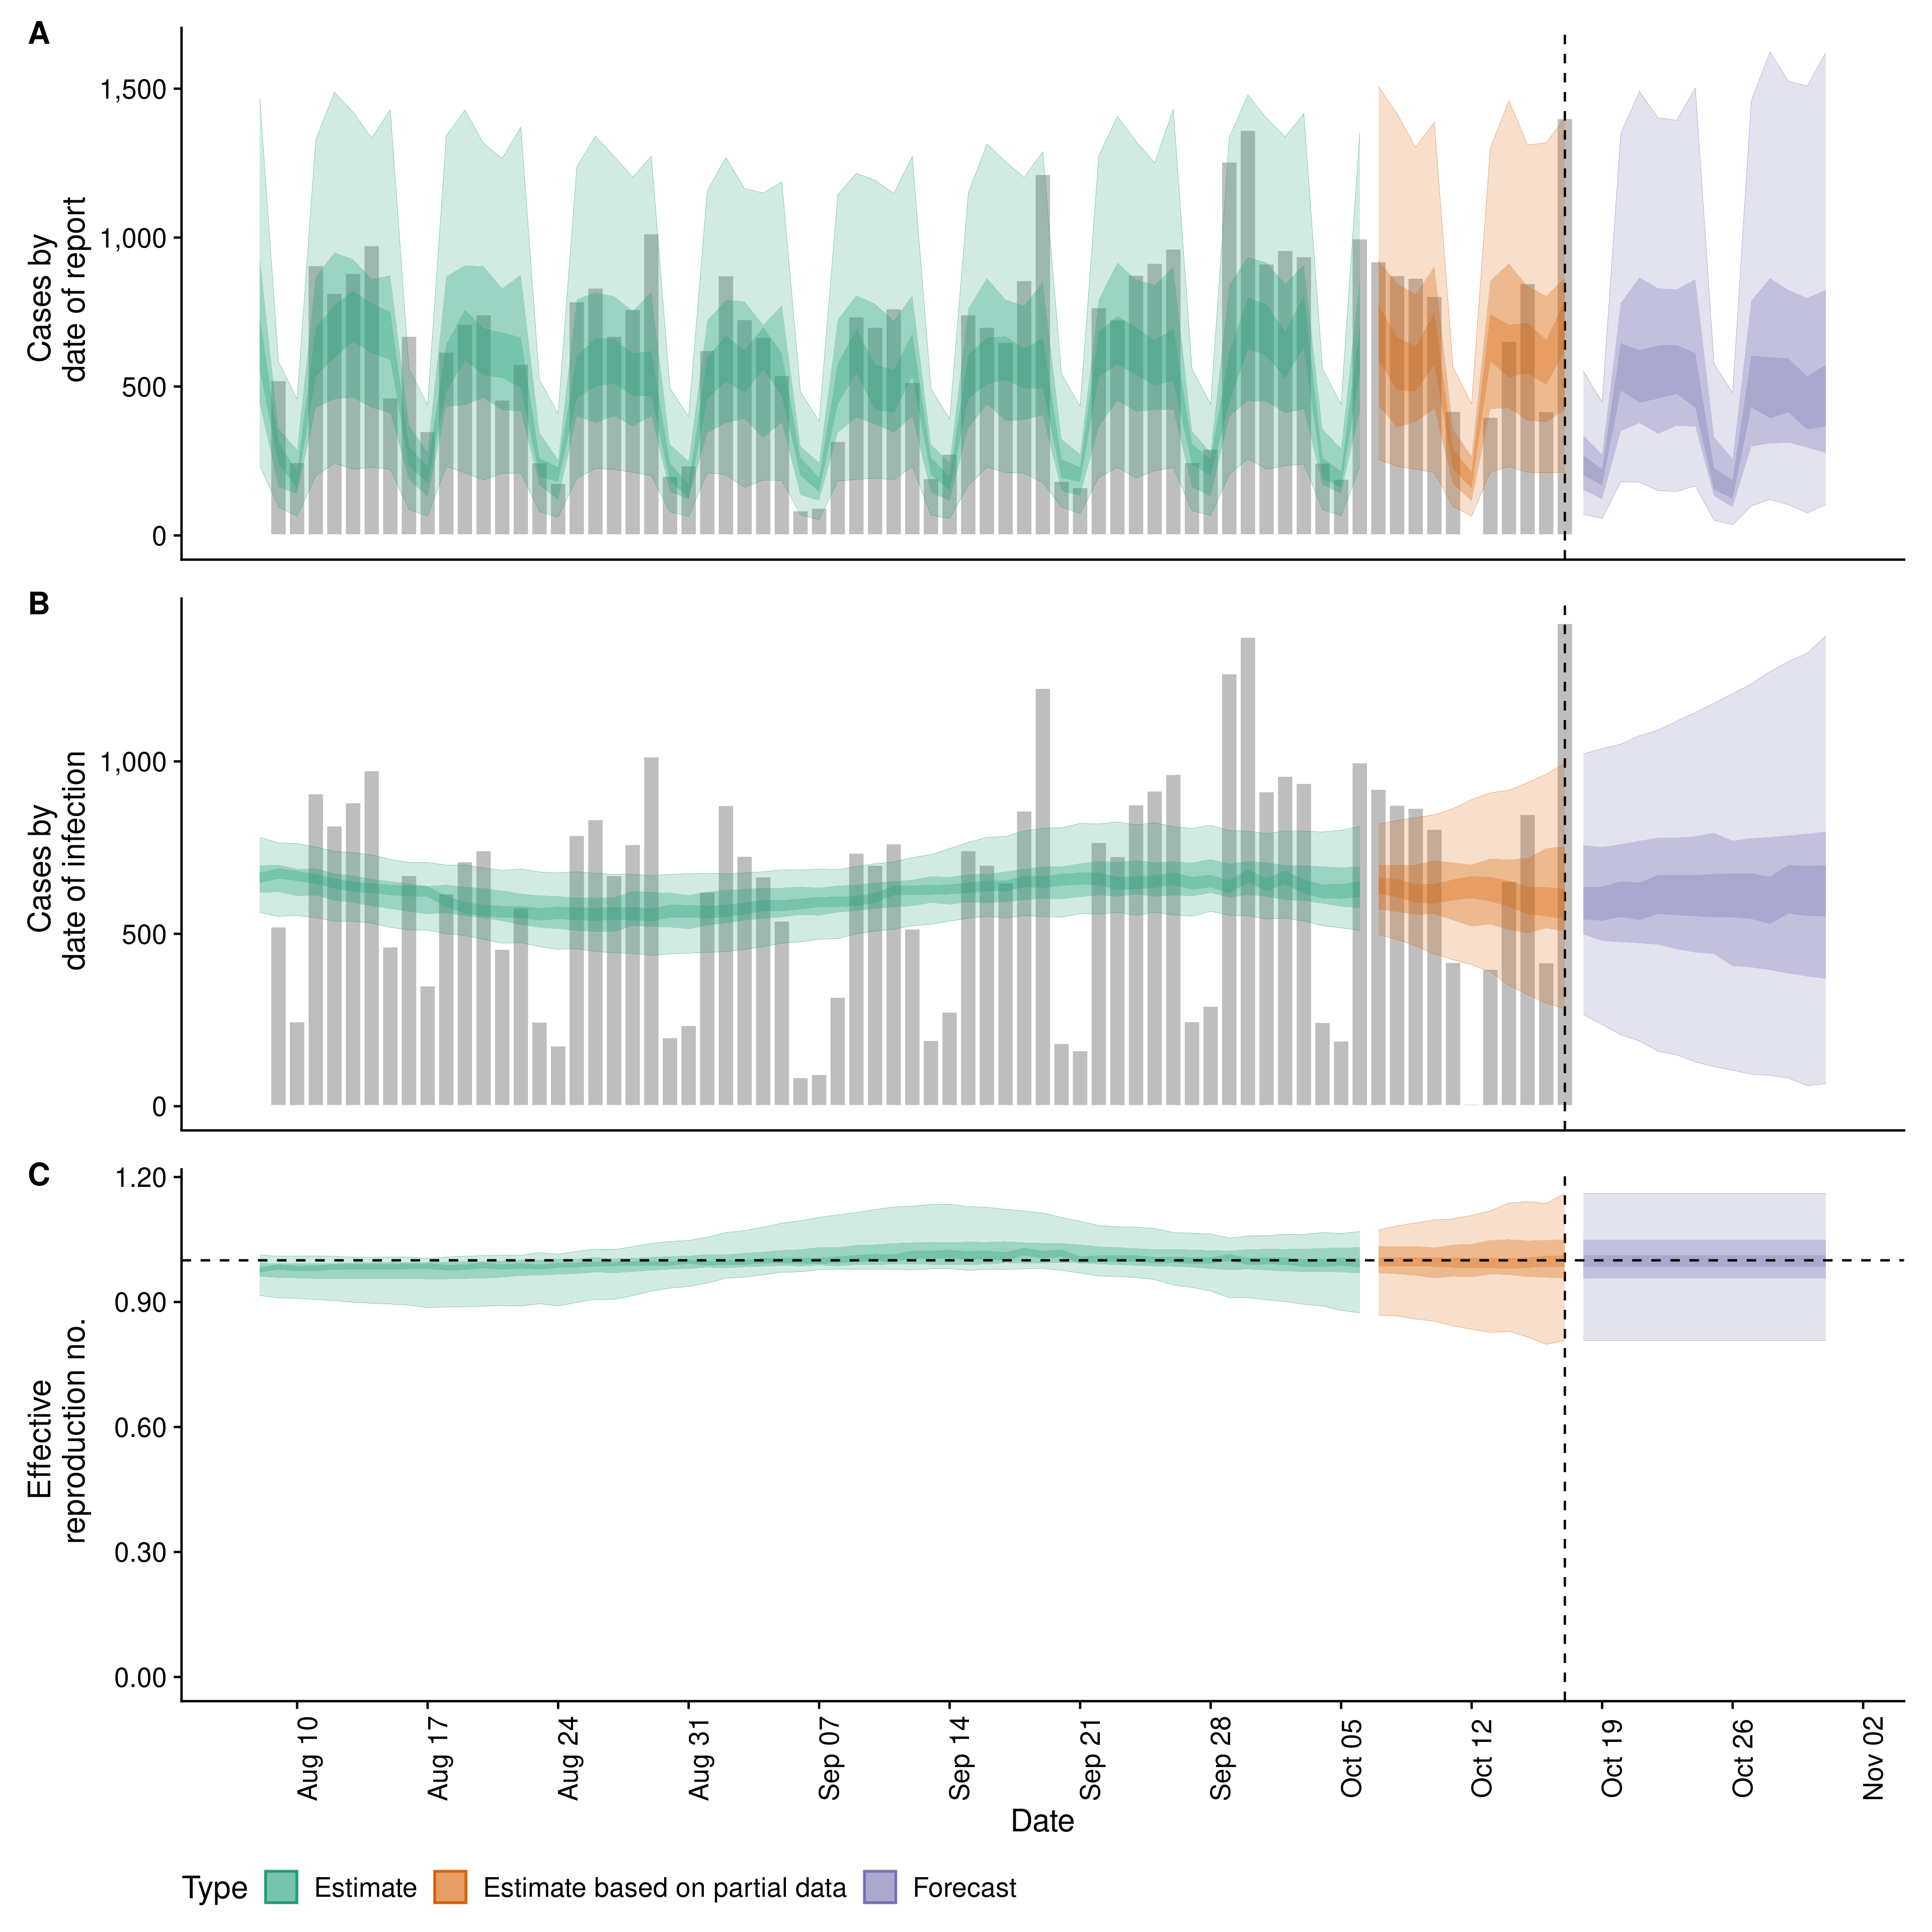 A
Cases by
date of report
1,500
1,000
500
0
B
Cases by
date of infection
1,000
500
0
C
Effective
reproduction no.
1.20
0.90
0.60
0.30
0.00
Aug 10
Aug 17
Aug 24
Aug 31
Sep 07
Sep 14
Sep 21
Sep 28
Oct 05
Oct 12
Oct 19
Oct 26
Nov 02
Date
Type Estimate Estimate based on partial data Forecast